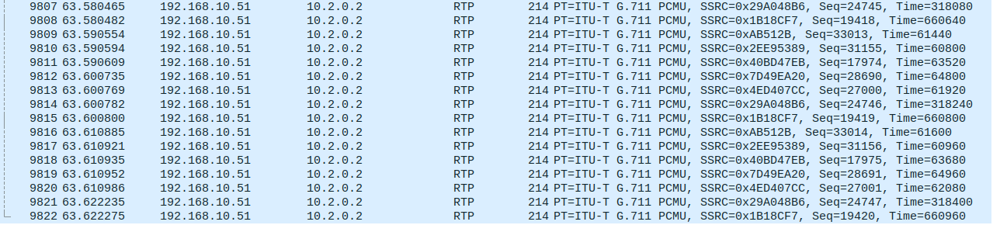 9807 63.580465 192.168.10.51 10.2.0.2 RTP 214 PT=ITU-T G.711 PCMU, SSRC=0x29A048B6, Seq=24745, Time=318080
9808 63.580482 192.168.10.51 10.2.0.2 RTP 214 PT=ITU-T G.711 PCMU, SSRC=0x1B18CF7, Seq=19418, Time=660640
9809 63.590554 192.168.10.51 10.2.0.2 RTP 214 PT=ITU-T G.711 PCMU, SSRC=0xAB512B, Seq=33013, Time=61440
9810 63.590594 192.168.10.51 10.2.0.2 RTP 214 PT=ITU-T G.711 PCMU, SSRC=0x2EE95389, Seq=31155, Time=60800
9811 63.590609 192.168.10.51 10.2.0.2 RTP 214 PT=ITU-T G.711 PCMU, SSRC=0x40BD47EB, Seq=17974, Time=63520
9812 63.600735 192.168.10.51 10.2.0.2 RTP 214 PT=ITU-T G.711 PCMU, SSRC=0x7D49EA20, Seq=28690, Time=64800
9813 63.600769 192.168.10.51 10.2.0.2 RTP 214 PT=ITU-T G.711 PCMU, SSRC=0x4ED407CC, Seq=27000, Time=61920
9814 63.600782 192.168.10.51 10.2.0.2 RTP 214 PT=ITU-T G.711 PCMU, SSRC=0x29A048B6, Seq=24746, Time=318240
9815 63.600800 192.168.10.51 10.2.0.2 RTP 214 PT=ITU-T G.711 PCMU, SSRC=0x1B18CF7, Seq=19419, Time=660800
9816 63.610885 192.168.10.51 10.2.0.2 RTP 214 PT=ITU-T G.711 PCMU, SSRC=0xAB512B, Seq=33014, Time=61600
9817 63.610921 192.168.10.51 10.2.0.2 RTP 214 PT=ITU-T G.711 PCMU, SSRC=0x2EE95389, Seq=31156, Time=60960
9818 63.610935 192.168.10.51 10.2.0.2 RTP 214 PT=ITU-T G.711 PCMU, SSRC=0x40BD47EB, Seq=17975, Time=63680
9819 63.610952 192.168.10.51 10.2.0.2 RTP 214 PT=ITU-T G.711 PCMU, SSRC=0x7D49EA20, Seq=28691, Time=64960
9820 63.610986 192.168.10.51 10.2.0.2 RTP 214 PT=ITU-T G.711 PCMU, SSRC=0x4ED407CC, Seq=27001, Time=62080
9821 63.622235 192.168.10.51 10.2.0.2 RTP 214 PT=ITU-T G.711 PCMU, SSRC=0x29A048B6, Seq=24747, Time=318400
9822 63.622275 192.168.10.51 10.2.0.2 RTP 214 PT=ITU-T G.711 PCMU, SSRC=0x1B18CF7, Seq=19420, Time=660960